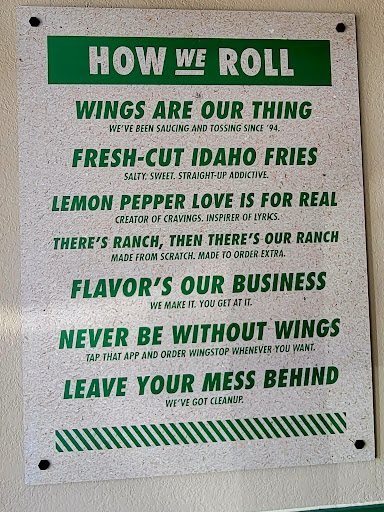 HOW WE ROLL
WINGS ARE OUR THING
WE'VE BEEN SAUCING AND TOSSING SINCE '94.
FRESH-CUT IDAHO FRIES
SALTY. SWEET. STRAIGHT-UP ADDICTIVE.
LEMON PEPPER LOVE IS FOR REAL
CREATOR OF CRAVINGS. INSPIRER OF LYRICS.
THERE'S RANCH, THEN THERE'S OUR RANCH
MADE FROM SCRATCH. MADE TO ORDER EXTRA.
FLAVOR'S OUR BUSINESS
WE MAKE IT. YOU GET AT IT.
NEVER BE WITHOUT WINGS
TAP THAT APP AND ORDER WINGSTOP WHENEVER YOU WANT.
LEAVE YOUR MESS BEHIND
WE'VE GOT CLEANUP.